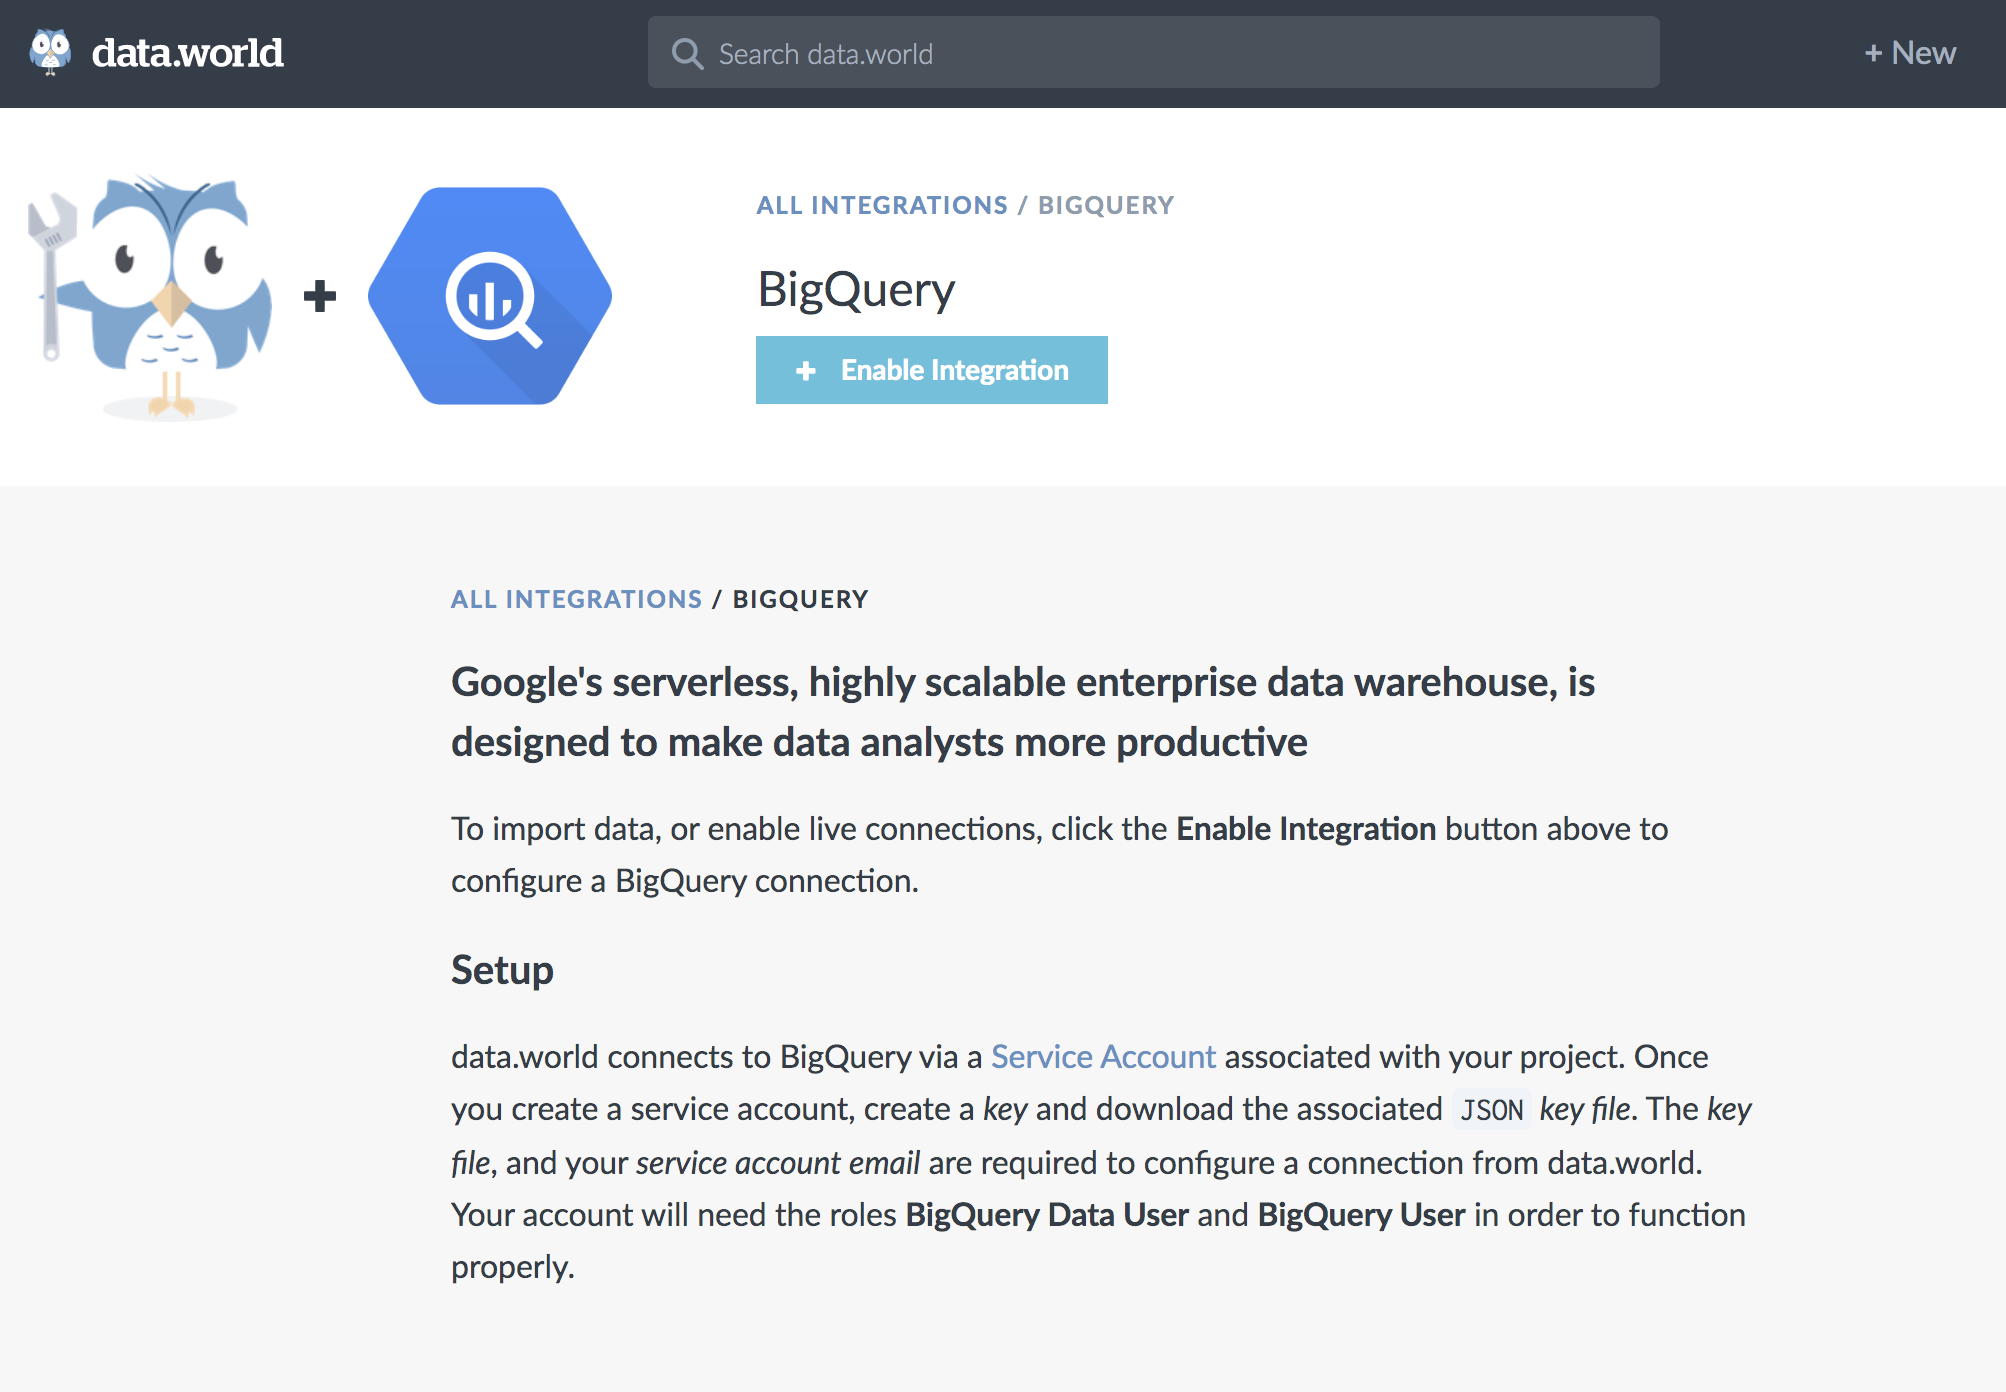 data.world
Search data.world
+ New
ALL INTEGRATIONS / BIGQUERY
BigQuery
+ Enable Integration
ALL INTEGRATIONS / BIGQUERY
Google's serverless, highly scalable enterprise data warehouse, is
designed to make data analysts more productive
To import data, or enable live connections, click the Enable Integration button above to
configure a BigQuery connection.
Setup
data.world connects to BigQuery via a Service Account associated with your project. Once
you create a service account, create a key and download the associated JSON key file. The key
file, and your service account email are required to configure a connection from data.world.
Your account will need the roles BigQuery Data User and BigQuery User in order to function
properly.